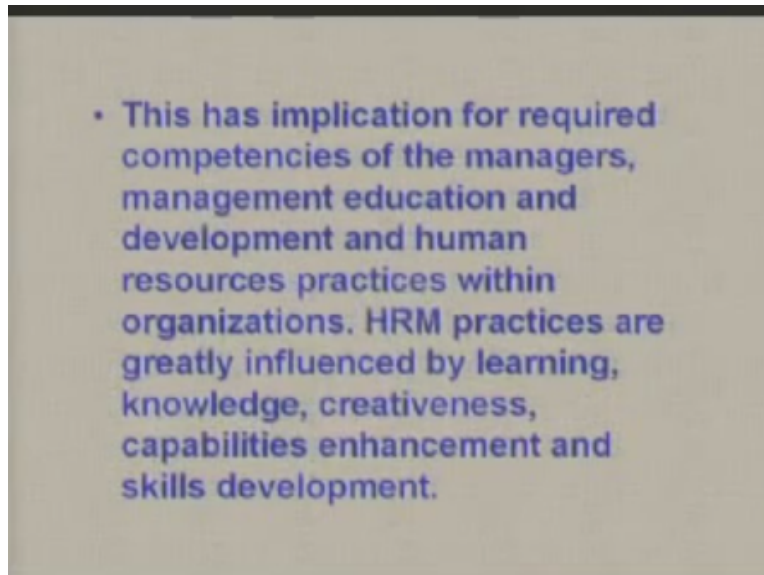 • This has implication for required
competencies of the managers,
management education and
development and human
resources practices within
organizations. HRM practices are
greatly influenced by learning,
knowledge, creativeness,
capabilities enhancement and
skills development.